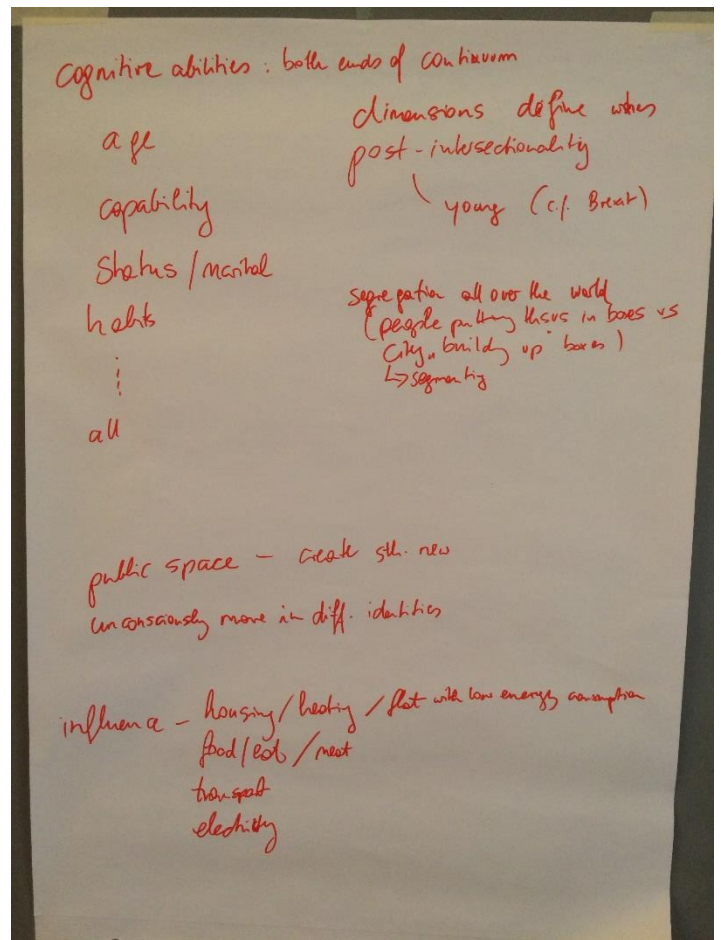 cognitive abilities : both ends of continuum
age
capability
Status / marital
habits
all
dimensions define
post-intersectionality
young (c.f. Brexit)
segregation all over the world
(people putting in boxes vs
city „building up" boxes)
↳ segmenting
public space – create sth. new
unconsciously move in diff. identities
influence – housing / heating / flat with low energy consumption
food / eat / meat
transport
electricity